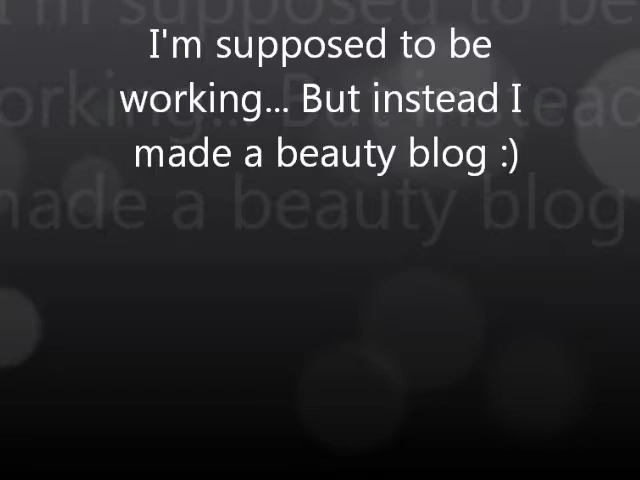 I'm supposed to be
working... But instead I
made a beauty blog :)